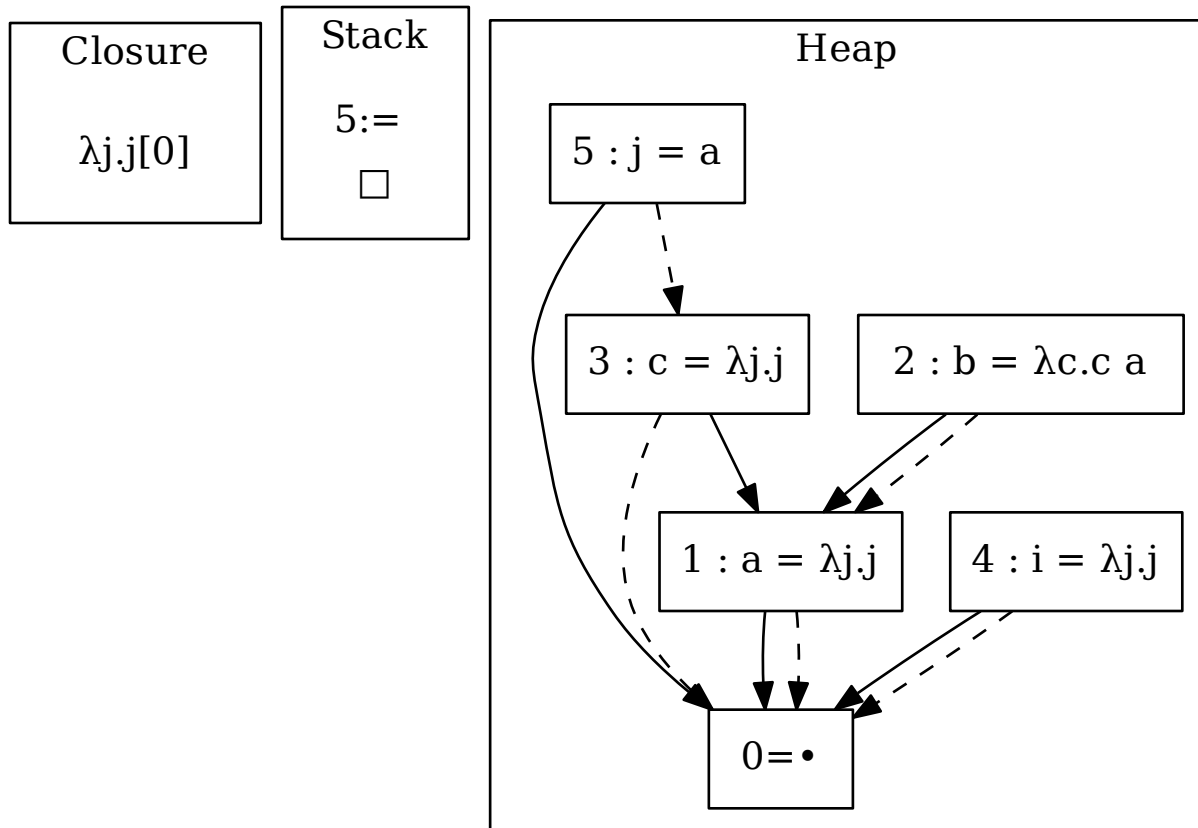 Closure
λj.j[0]
Stack
5:=
□
Heap
5 : j = a
3 : c = λj.j
2 : b = λc.c a
1 : a = λj.j
4 : i = λj.j
0=•